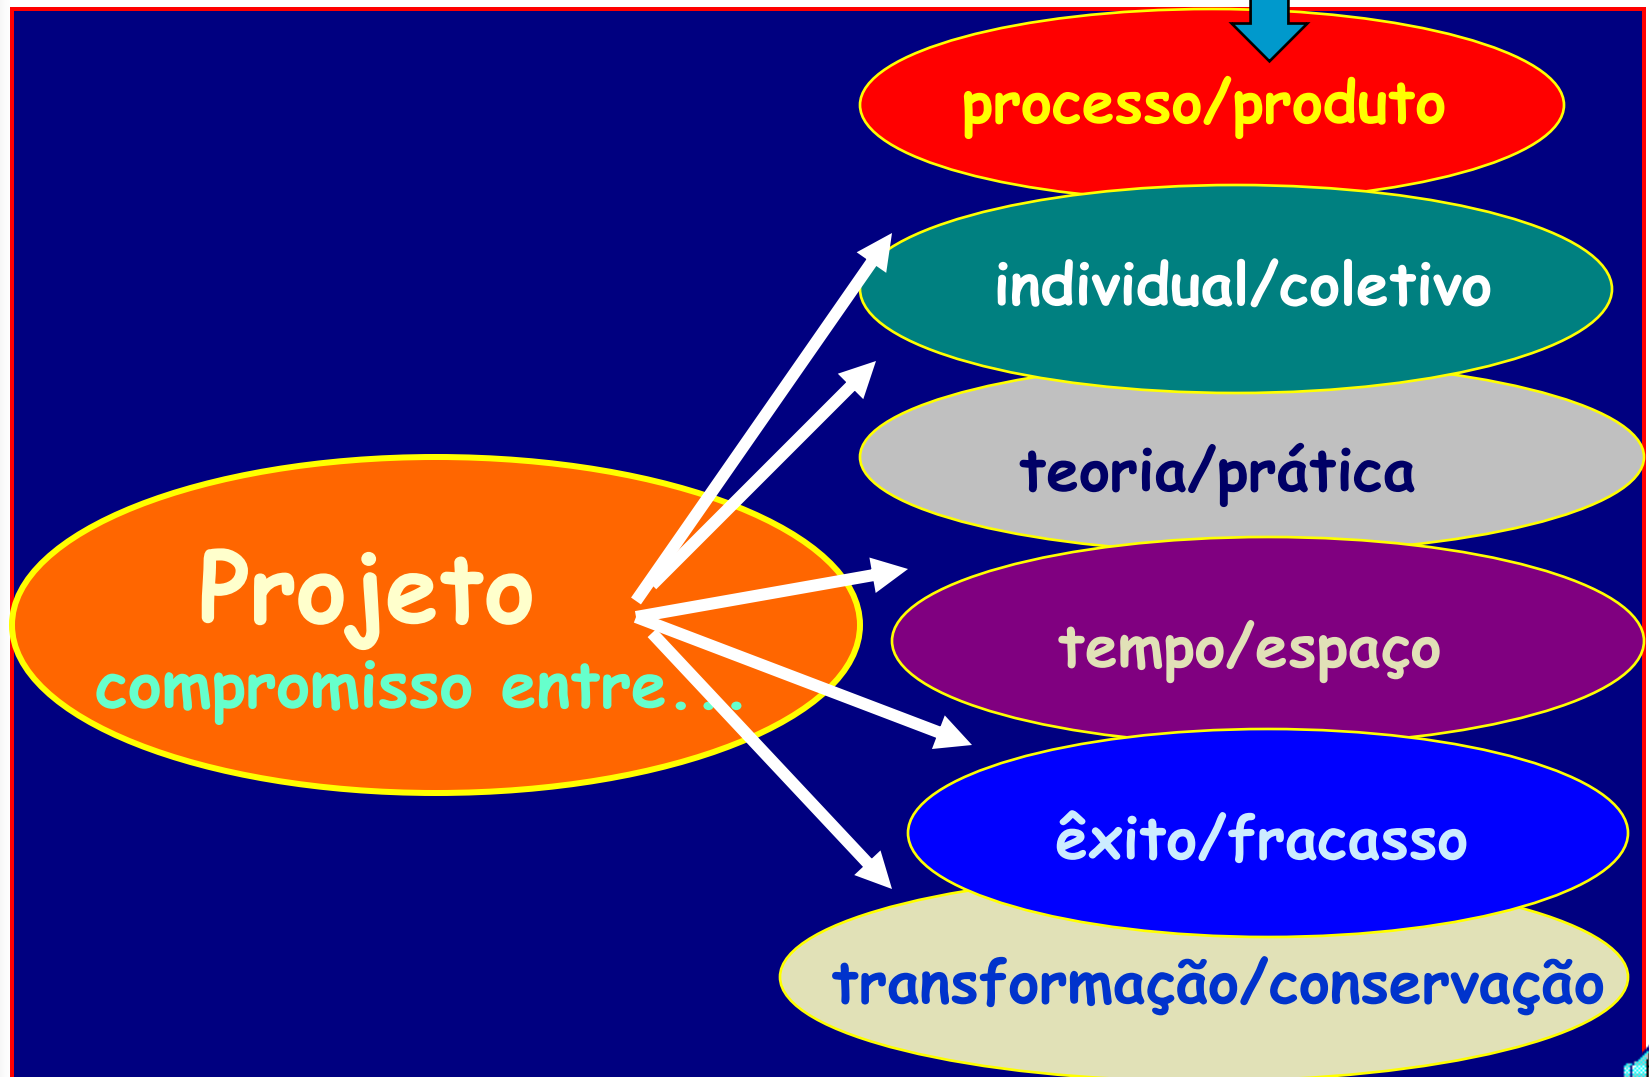 processo/produto
individual/coletivo
teoria/prática
Projeto
compromisso entre...
tempo/espaço
êxito/fracasso
transformação/conservação